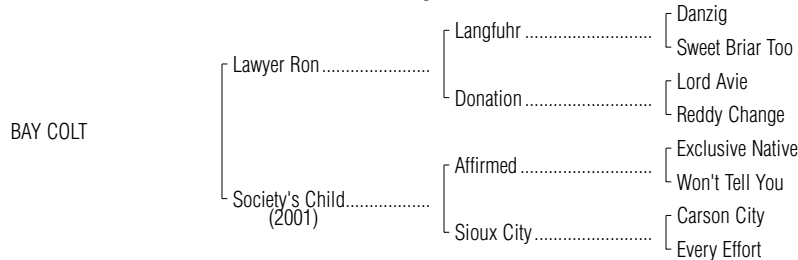 Danzig
Langfuhr ..............................
Sweet Briar Too
Lawyer Ron.........................
Lord Avie
Donation ..............................
Reddy Change
BAY COLT
Exclusive Native
Affirmed ...............................
Won't Tell You
Society's Child....................
(2001)
Carson City
Sioux City............................
Every Effort